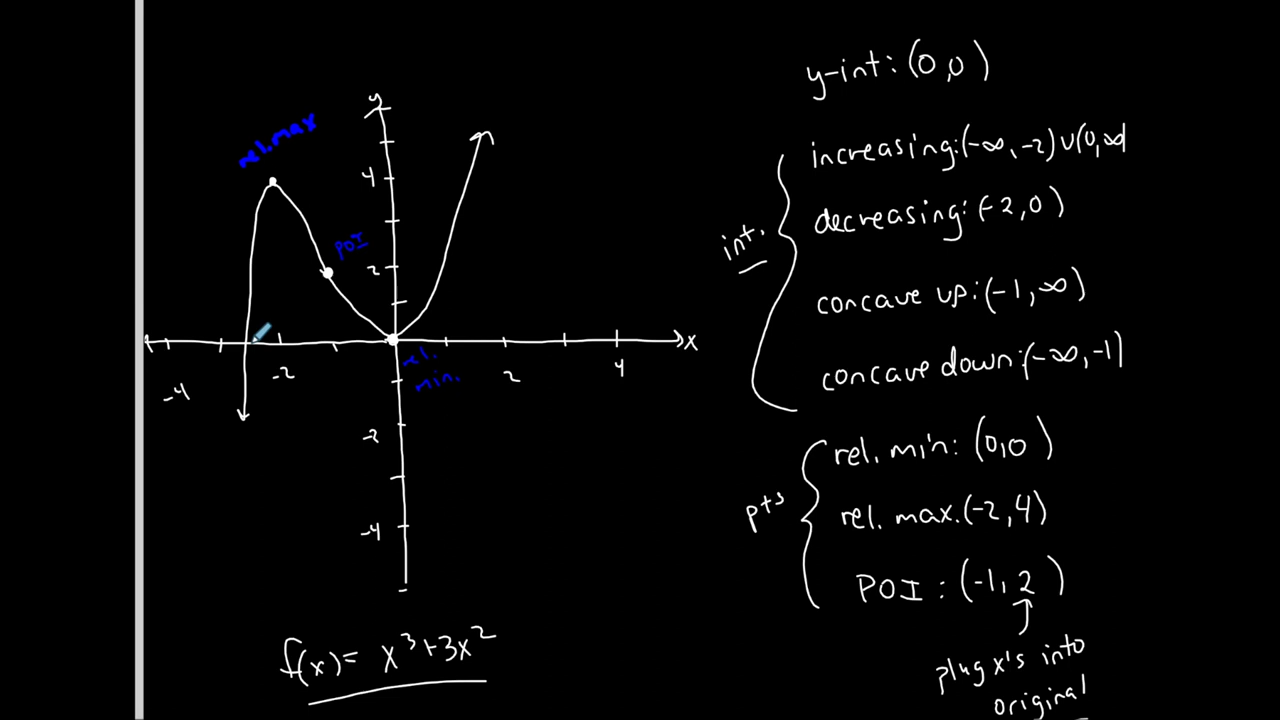 y
rel.max
4
POI
2
x
-4
-2
rel.
min.
2
4
-2
-4
f(x)= x³+3x²
y-int: (0,0)
increasing:(-∞,-2)∪(0,∞
decreasing: (-2,0)
int.
concave up: (-1,∞)
concave down:(-∞,-1)
rel. min: (0,0)
pts
rel. max.(-2,4)
POI : (-1,2)
plug x's into
original